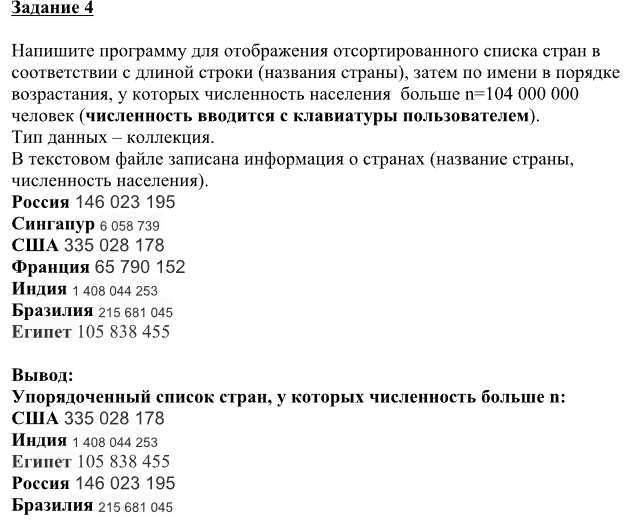 Задание 4
Напишите программу для отображения отсортированного списка стран в
соответствии с длиной строки (названия страны), затем по имени в порядке
возрастания, у которых численность населения больше n=104 000 000
человек (численность вводится с клавиатуры пользователем).
Тип данных – коллекция.
В текстовом файле записана информация о странах (название страны,
численность населения).
Россия 146 023 195
Сингапур 6 058 739
США 335 028 178
Франция 65 790 152
Индия 1 408 044 253
Бразилия 215 681 045
Египет 105 838 455
Вывод:
Упорядоченный список стран, у которых численность больше n:
США 335 028 178
Индия 1 408 044 253
Египет 105 838 455
Россия 146 023 195
Бразилия 215 681 045